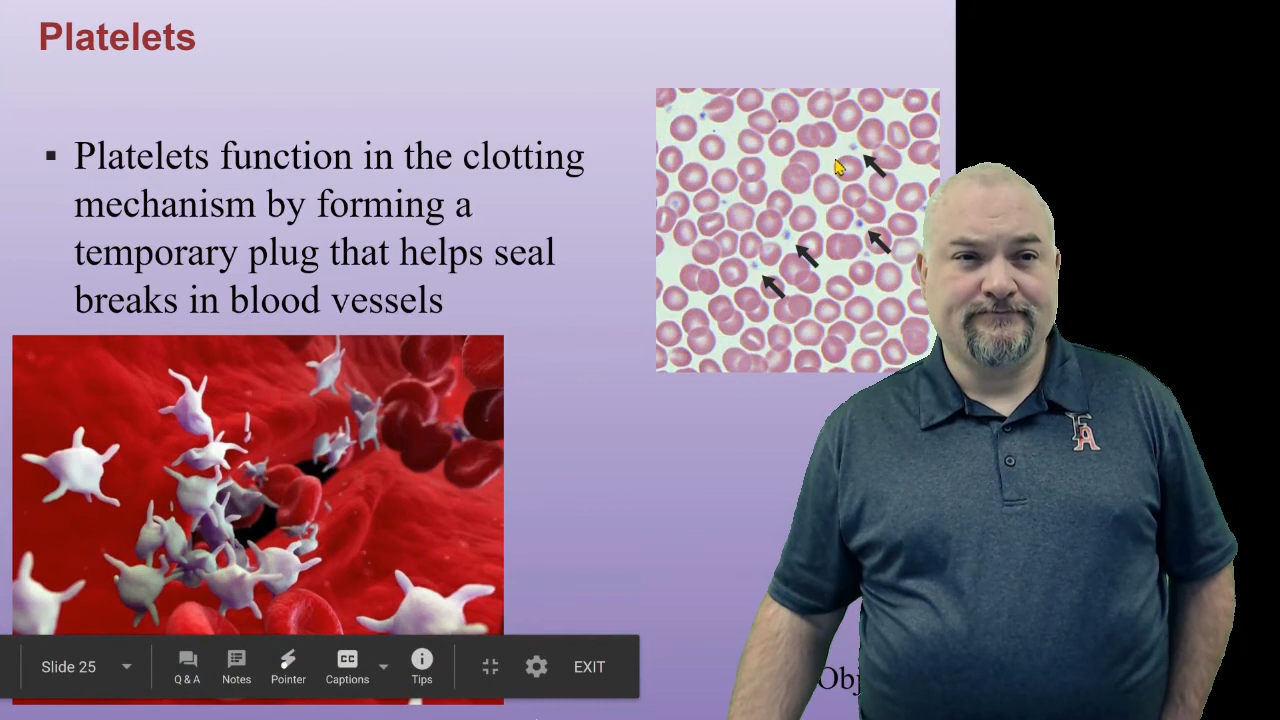 Platelets
▪ Platelets function in the clotting
mechanism by forming a
temporary plug that helps seal
breaks in blood vessels
Slide 25
Q & A
Notes
Pointer
CC
Captions
Tips
EXIT
Obj
FA